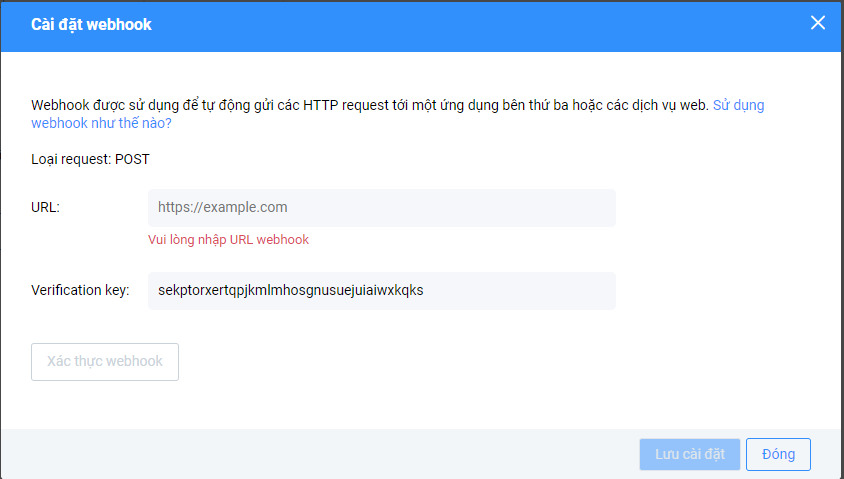 Cài đặt webhook
Webhook được sử dụng để tự động gửi các HTTP request tới một ứng dụng bên thứ ba hoặc các dịch vụ web. Sử dụng
webhook như thế nào?
Loại request: POST
URL:
https://example.com
Vui lòng nhập URL webhook
Verification key:
sekptorxertqpjkmlmhosgnusuejuiaiwxkqks
Xác thực webhook
Lưu cài đặt
Đóng